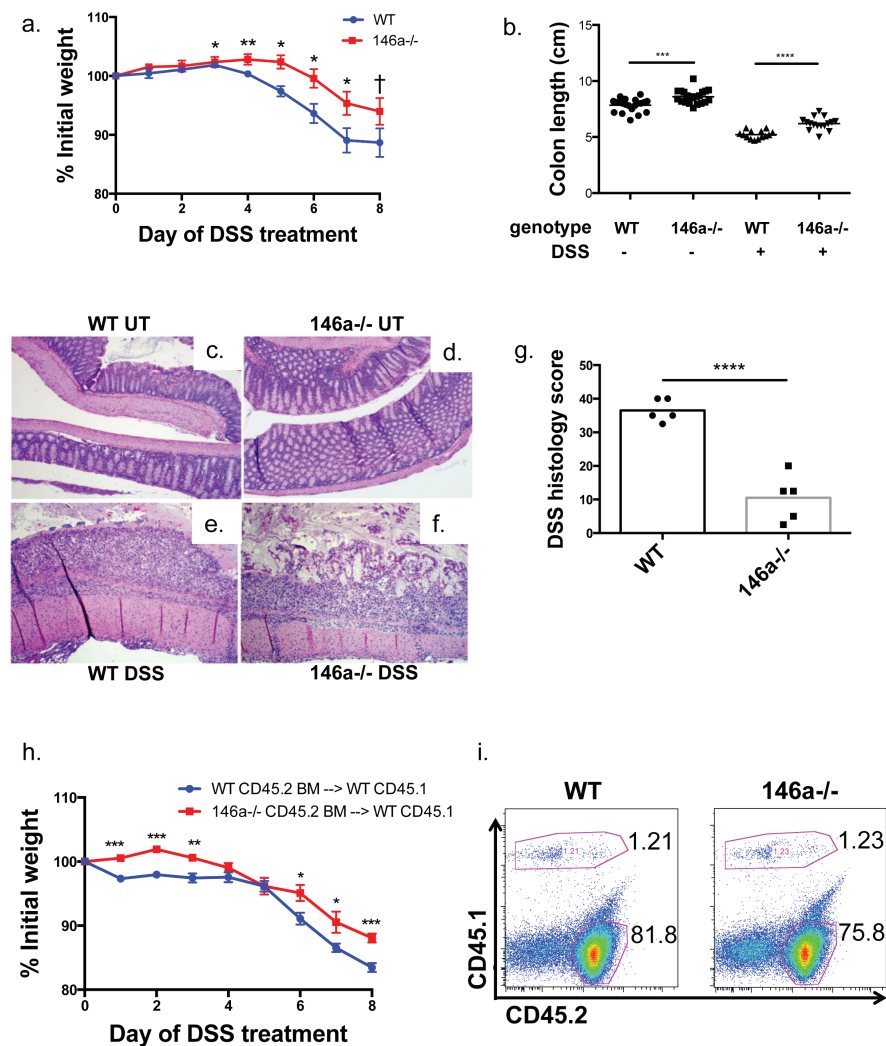 a.
110
100
90
80
% Initial weight
0 2 4 6 8
Day of DSS treatment
WT
146a-/-
* ** * * * †
b.
15
10
5
0
Colon length (cm)
*** ****
genotype WT 146a-/- WT 146a-/-
DSS - - + +
WT UT 146a-/- UT
c. d.
e. f.
WT DSS 146a-/- DSS
g.
50
40
30
20
10
0
DSS histology score
****
WT 146a-/-
h.
WT CD45.2 BM --> WT CD45.1
146a-/- CD45.2 BM --> WT CD45.1
110
100
90
80
% Initial weight
*** *** ** * * ***
0 2 4 6 8
Day of DSS treatment
i.
WT 146a-/-
1.21 1.21 1.23 1.23
81.8 75.8
CD45.1
CD45.2